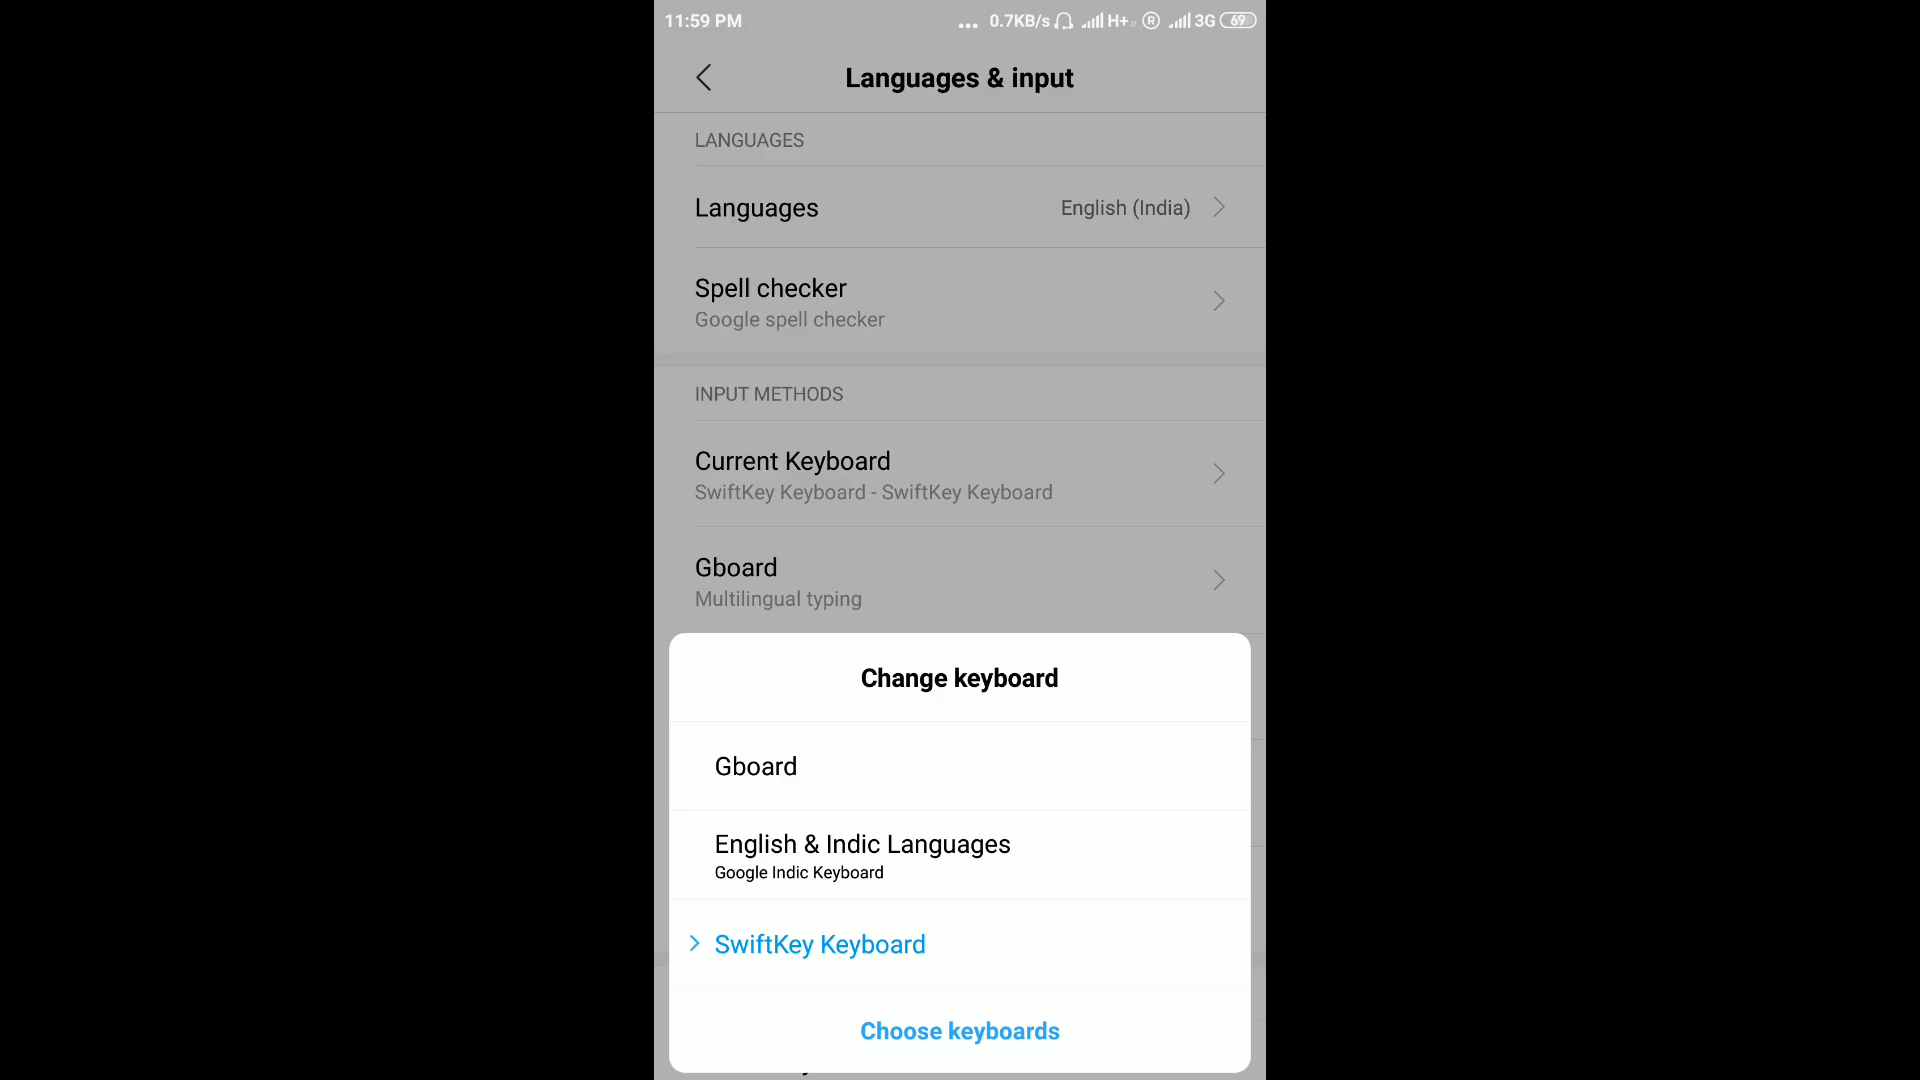 11:59 PM ... 0.7KB/s H+ R 3G 69
Languages & input
LANGUAGES
Languages English (India)
Spell checker
Google spell checker
INPUT METHODS
Current Keyboard
SwiftKey Keyboard - SwiftKey Keyboard
Gboard
Multilingual typing
Change keyboard
Gboard
English & Indic Languages
Google Indic Keyboard
SwiftKey Keyboard
Choose keyboards